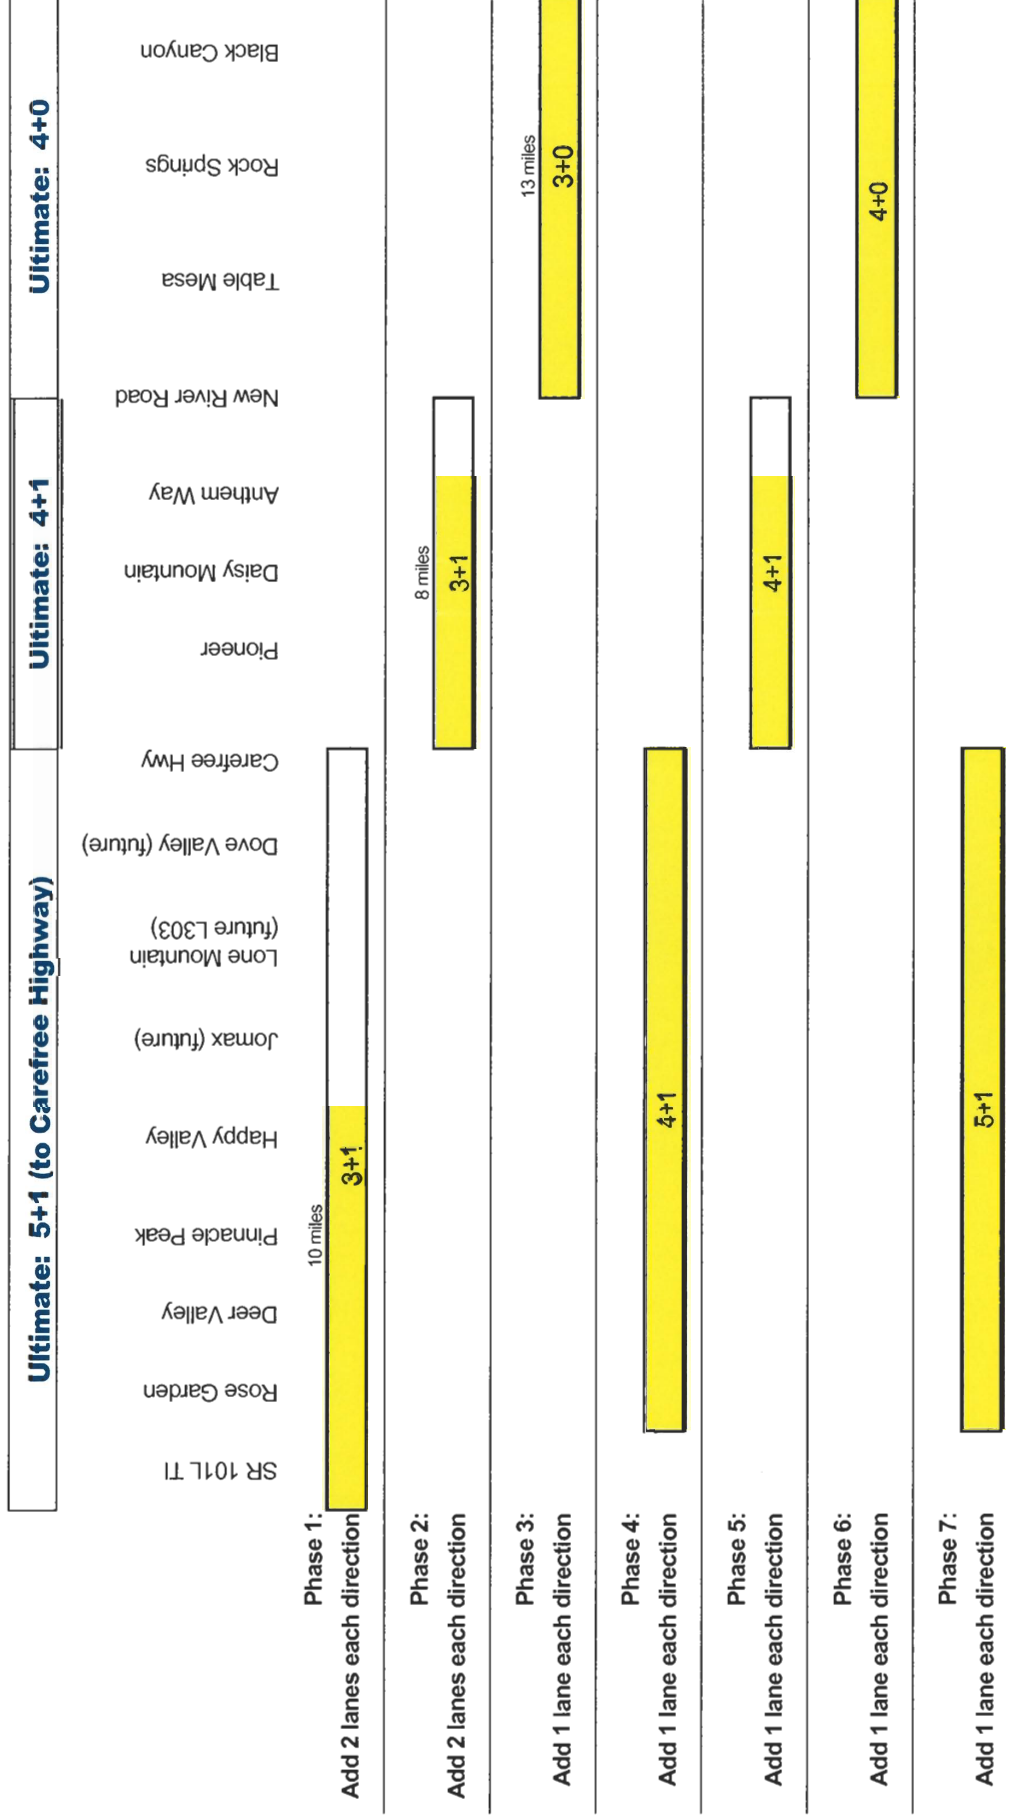 Ultimate: 5+1 (to Carefree Highway)
Ultimate: 4+1
Ultimate: 4+0
SR 101L TI
Rose Garden
Deer Valley
Pinnacle Peak
Happy Valley
Jomax (future)
Lone Mountain
(future L303)
Dove Valley (future)
Carefree Hwy
Pioneer
Daisy Mountain
Anthem Way
New River Road
Table Mesa
Rock Springs
Black Canyon
Phase 1:
10 miles
Add 2 lanes each direction
3+1
Phase 2:
8 miles
Add 2 lanes each direction
3+1
Phase 3:
13 miles
Add 1 lane each direction
3+0
Phase 4:
Add 1 lane each direction
4+1
Phase 5:
Add 1 lane each direction
4+1
Phase 6:
Add 1 lane each direction
4+0
Phase 7:
Add 1 lane each direction
5+1